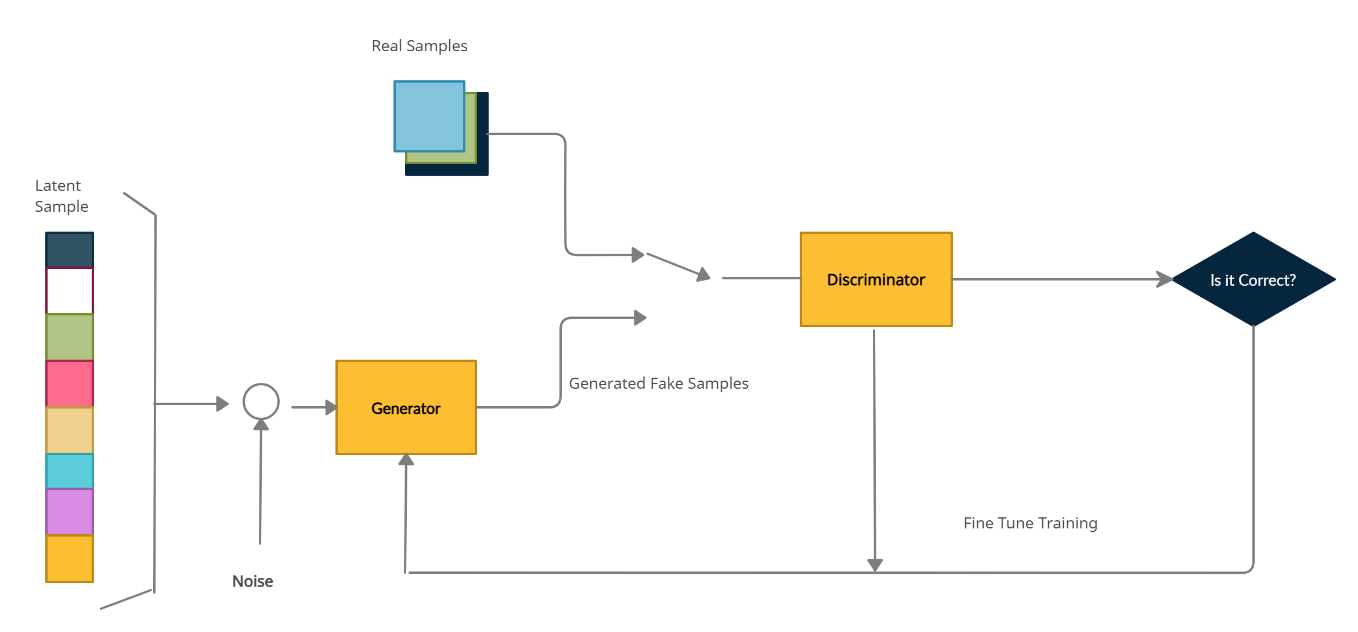 Real Samples
Latent
Sample
Discriminator
Is it Correct?
Generated Fake Samples
Generator
Fine Tune Training
Noise